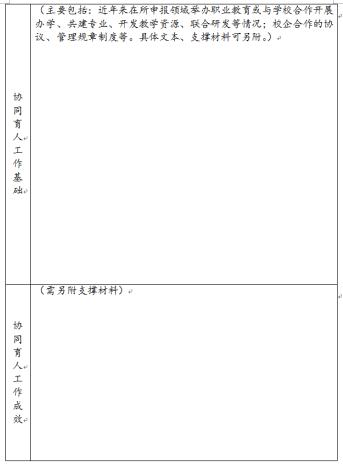 （主要包括：近年来在所申报领域举办职业教育或与学校合作开展
办学、共建专业、开发教学资源、联合研发等情况；校企合作的协
议、管理规章制度等。具体文本、支撑材料可另附。）
协
同
育
人
工
作
基
础
（需另附支撑材料）
协
同
育
人
工
作
成
效